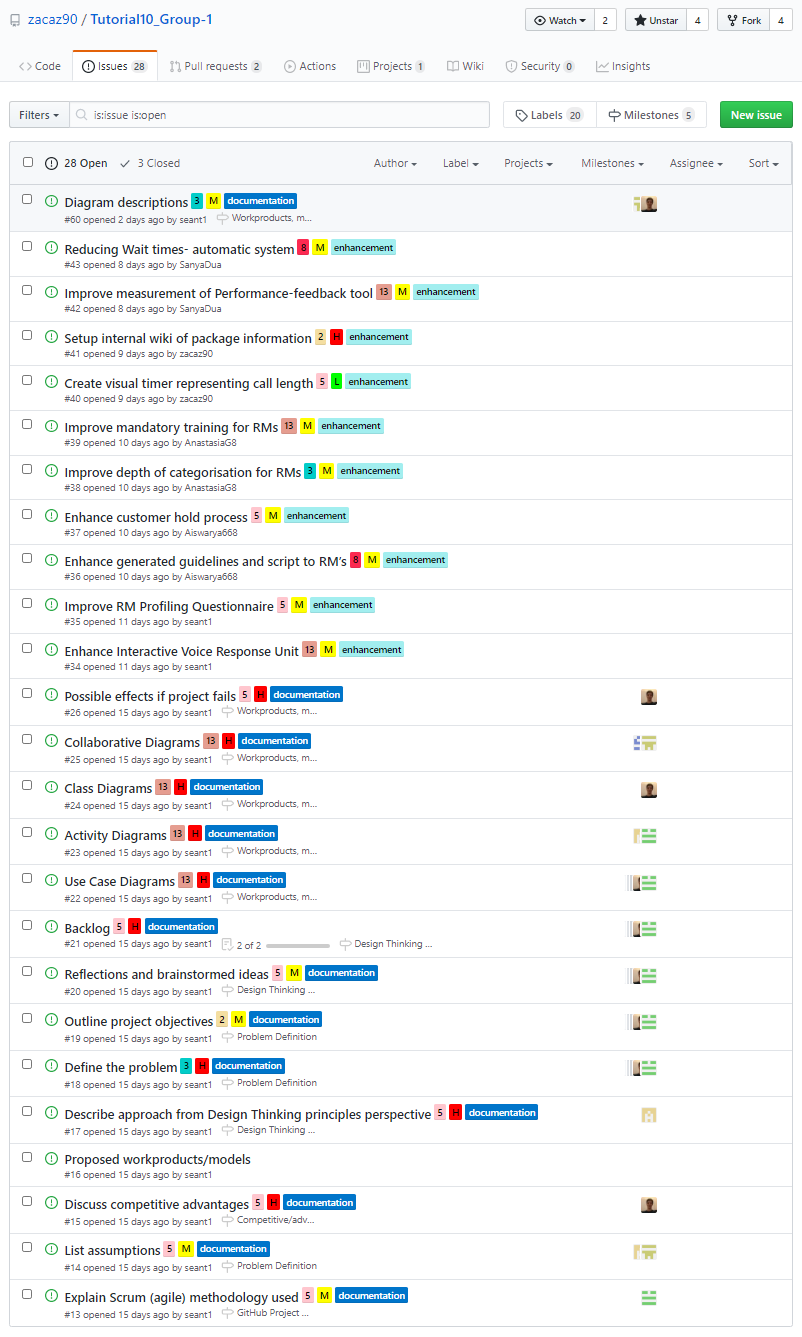 zacaz90 / Tutorial10_Group-1 Watch 2 Unstar 4 Fork 4
Code Issues 28 Pull requests 2 Actions Projects 1 Wiki Security 0 Insights
Filters is:issue is:open Labels 20 Milestones 5 New issue
28 Open 3 Closed Author Label Projects Milestones Assignee Sort
Diagram descriptions 3 M documentation
#60 opened 2 days ago by seant1 Workproducts, m...
Reducing Wait times- automatic system 8 M enhancement
#43 opened 8 days ago by SanyaDua
Improve measurement of Performance-feedback tool 13 M enhancement
#42 opened 8 days ago by SanyaDua
Setup internal wiki of package information 2 H enhancement
#41 opened 9 days ago by zacaz90
Create visual timer representing call length 5 L enhancement
#40 opened 9 days ago by zacaz90
Improve mandatory training for RMs 13 M enhancement
#39 opened 10 days ago by AnastasiaG8
Improve depth of categorisation for RMs 3 M enhancement
#38 opened 10 days ago by AnastasiaG8
Enhance customer hold process 5 M enhancement
#37 opened 10 days ago by Aiswarya668
Enhance generated guidelines and script to RM's 8 M enhancement
#36 opened 10 days ago by Aiswarya668
Improve RM Profiling Questionnaire 5 M enhancement
#35 opened 11 days ago by seant1
Enhance Interactive Voice Response Unit 13 M enhancement
#34 opened 11 days ago by seant1
Possible effects if project fails 5 H documentation
#26 opened 15 days ago by seant1 Workproducts, m...
Collaborative Diagrams 13 H documentation
#25 opened 15 days ago by seant1 Workproducts, m...
Class Diagrams 13 H documentation
#24 opened 15 days ago by seant1 Workproducts, m...
Activity Diagrams 13 H documentation
#23 opened 15 days ago by seant1 Workproducts, m...
Use Case Diagrams 13 H documentation
#22 opened 15 days ago by seant1 Workproducts, m...
Backlog 5 H documentation
#21 opened 15 days ago by seant1 2 of 2 Design Thinking ...
Reflections and brainstormed ideas 5 M documentation
#20 opened 15 days ago by seant1 Design Thinking ...
Outline project objectives 2 M documentation
#19 opened 15 days ago by seant1 Problem Definition
Define the problem 3 H documentation
#18 opened 15 days ago by seant1 Problem Definition
Describe approach from Design Thinking principles perspective 5 H documentation
#17 opened 15 days ago by seant1 Design Thinking ...
Proposed workproducts/models
#16 opened 15 days ago by seant1
Discuss competitive advantages 5 H documentation
#15 opened 15 days ago by seant1 Competitive/adv...
List assumptions 5 M documentation
#14 opened 15 days ago by seant1 Problem Definition
Explain Scrum (agile) methodology used 5 M documentation
#13 opened 15 days ago by seant1 GitHub Project ...